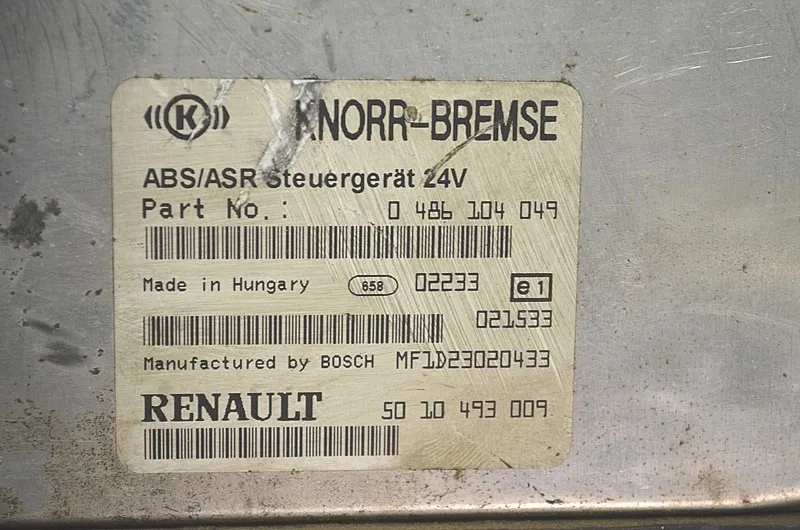 K KNORR-BREMSE
ABS/ASR Steuergerät 24V
Part No.: 0 486 104 049
Made in Hungary 658 02233 e1
021533
Manufactured by BOSCH MF1D23020433
RENAULT 50 10 493 009